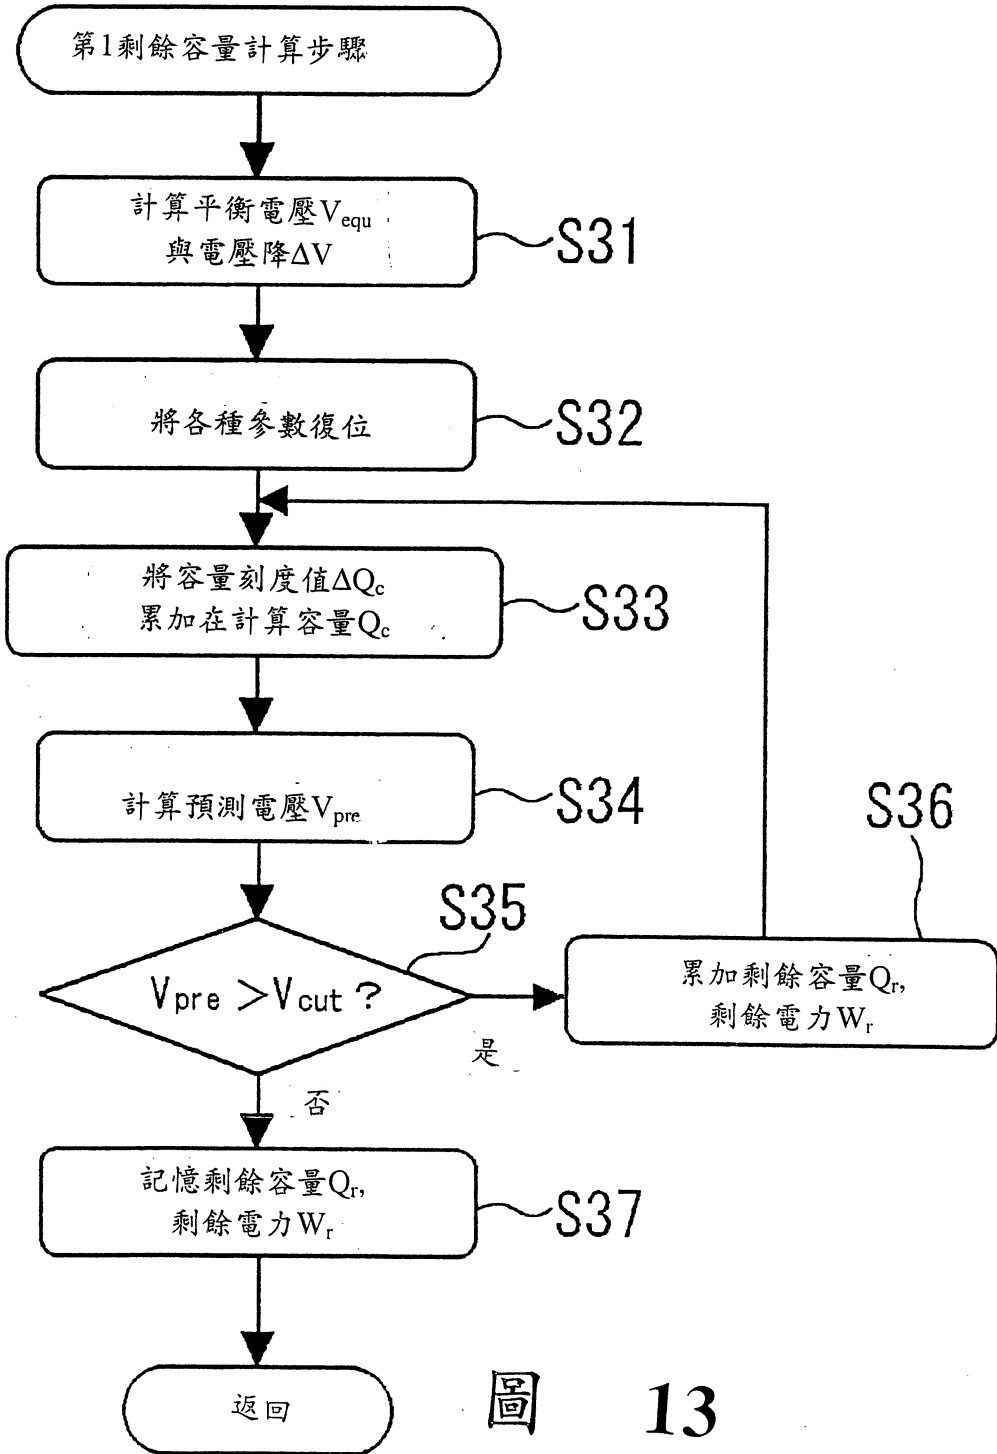 第1剩餘容量計算步驟
計算平衡電壓Vequ
與電壓降ΔV
S31
將各種參數復位
S32
將容量刻度值ΔQc
累加在計算容量Qc
S33
計算預測電壓Vpre
S34
S35
Vpre >Vcut ?
是
否
S36
累加剩餘容量Qr,
剩餘電力Wr
記憶剩餘容量Qr,
剩餘電力Wr
S37
返回
圖 13